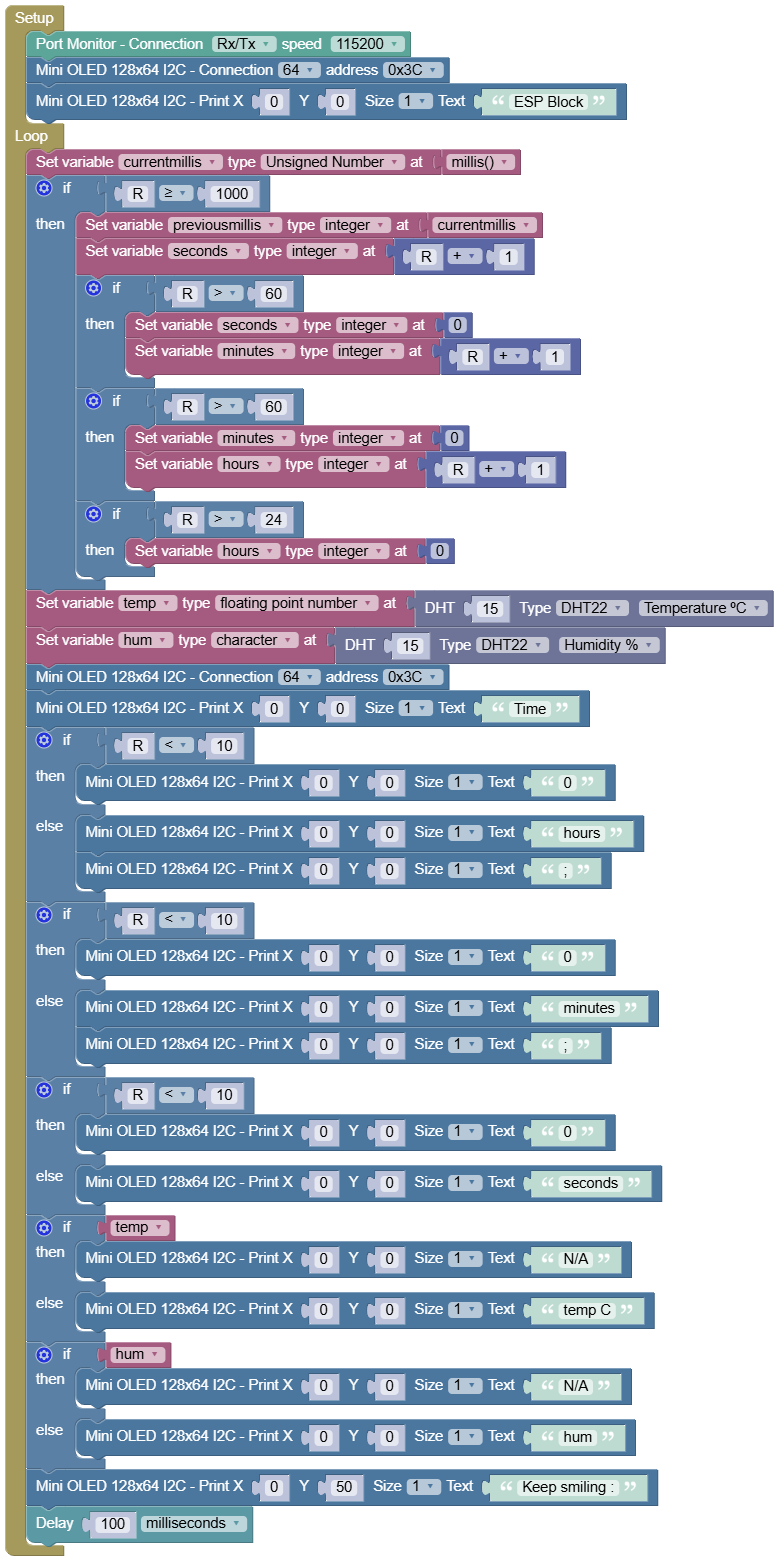 Setup
Port Monitor - Connection Rx/Tx speed 115200
Mini OLED 128x64 I2C - Connection 64 address 0x3C
Mini OLED 128x64 I2C - Print X 0 Y 0 Size 1 Text “ ESP Block ”
Loop
Set variable currentmillis type Unsigned Number at millis()
if R ≥ 1000
then Set variable previousmillis type integer at currentmillis
Set variable seconds type integer at R + 1
if R > 60
then Set variable seconds type integer at 0
Set variable minutes type integer at R + 1
if R > 60
then Set variable minutes type integer at 0
Set variable hours type integer at R + 1
if R > 24
then Set variable hours type integer at 0
Set variable temp type floating point number at DHT 15 Type DHT22 Temperature ºC
Set variable hum type character at DHT 15 Type DHT22 Humidity %
Mini OLED 128x64 I2C - Connection 64 address 0x3C
Mini OLED 128x64 I2C - Print X 0 Y 0 Size 1 Text “ Time ”
if R < 10
then Mini OLED 128x64 I2C - Print X 0 Y 0 Size 1 Text “ 0 ”
else Mini OLED 128x64 I2C - Print X 0 Y 0 Size 1 Text “ hours ”
Mini OLED 128x64 I2C - Print X 0 Y 0 Size 1 Text “ ; ”
if R < 10
then Mini OLED 128x64 I2C - Print X 0 Y 0 Size 1 Text “ 0 ”
else Mini OLED 128x64 I2C - Print X 0 Y 0 Size 1 Text “ minutes ”
Mini OLED 128x64 I2C - Print X 0 Y 0 Size 1 Text “ ; ”
if R < 10
then Mini OLED 128x64 I2C - Print X 0 Y 0 Size 1 Text “ 0 ”
else Mini OLED 128x64 I2C - Print X 0 Y 0 Size 1 Text “ seconds ”
if temp
then Mini OLED 128x64 I2C - Print X 0 Y 0 Size 1 Text “ N/A ”
else Mini OLED 128x64 I2C - Print X 0 Y 0 Size 1 Text “ temp C ”
if hum
then Mini OLED 128x64 I2C - Print X 0 Y 0 Size 1 Text “ N/A ”
else Mini OLED 128x64 I2C - Print X 0 Y 0 Size 1 Text “ hum ”
Mini OLED 128x64 I2C - Print X 0 Y 50 Size 1 Text “ Keep smiling : ”
Delay 100 milliseconds